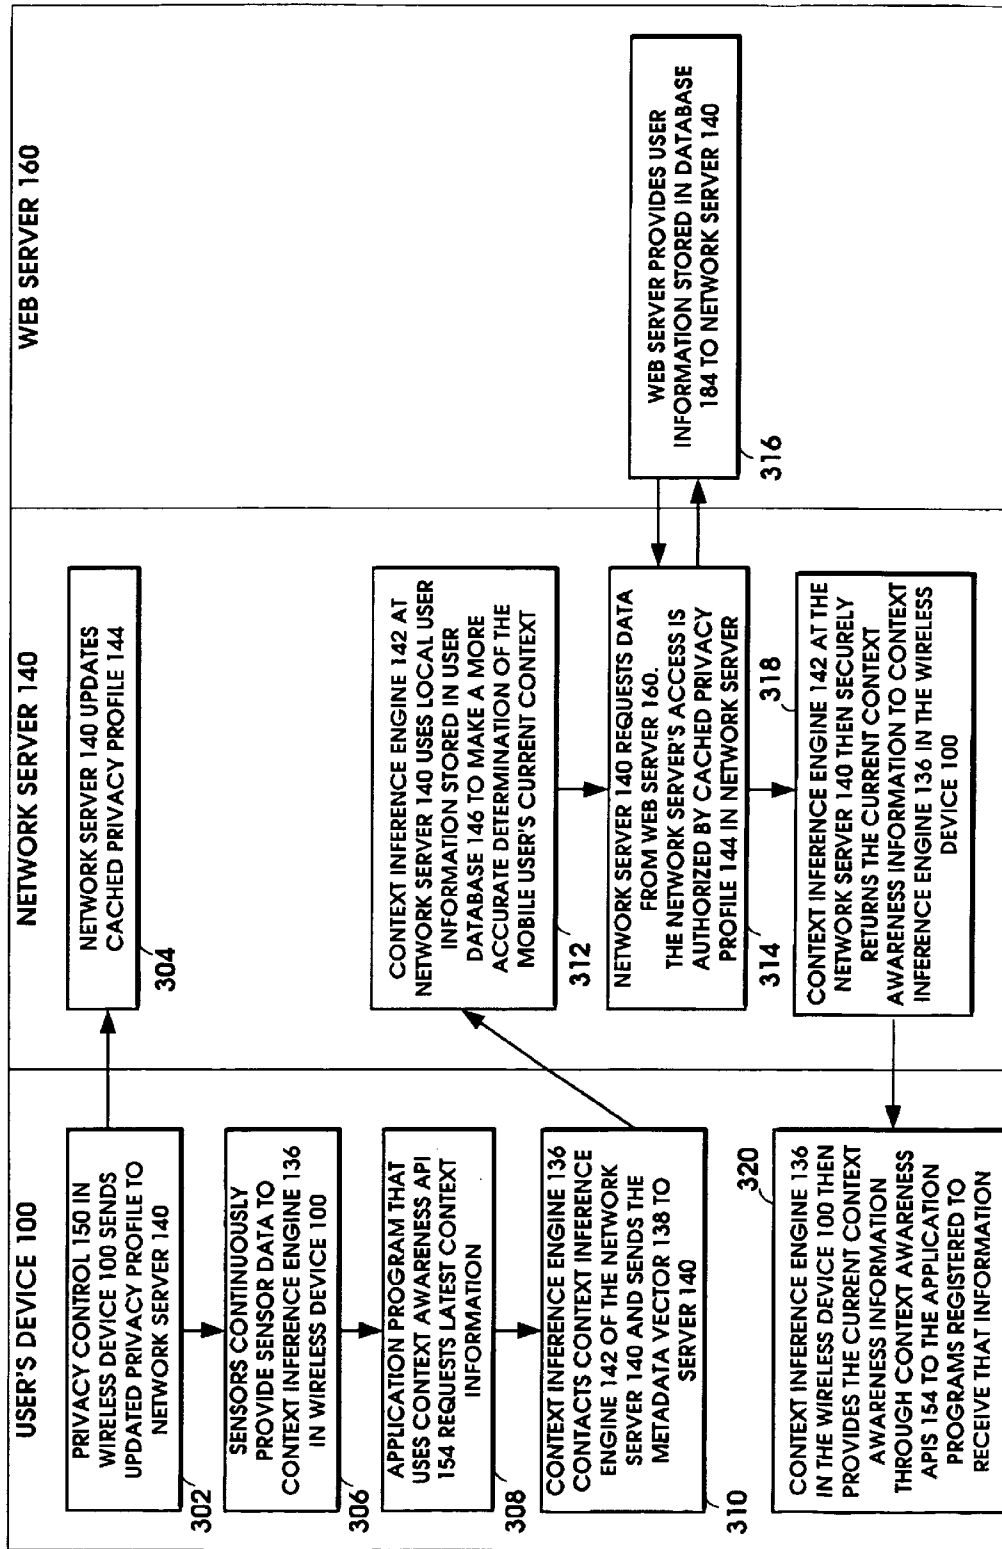 USER'S DEVICE 100
PRIVACY CONTROL 150 IN
WIRELESS DEVICE 100 SENDS
UPDATED PRIVACY PROFILE TO
NETWORK SERVER 140
302
SENSORS CONTINUOUSLY
PROVIDE SENSOR DATA TO
CONTEXT INFERENCE ENGINE 136
IN WIRELESS DEVICE 100
306
APPLICATION PROGRAM THAT
USES CONTEXT AWARENESS API
154 REQUESTS LATEST CONTEXT
INFORMATION
308
CONTEXT INFERENCE ENGINE 136
CONTACTS CONTEXT INFERENCE
ENGINE 142 OF THE NETWORK
SERVER 140 AND SENDS THE
METADATA VECTOR 138 TO
SERVER 140
310
320
CONTEXT INFERENCE ENGINE 136
IN THE WIRELESS DEVICE 100 THEN
PROVIDES THE CURRENT CONTEXT
AWARENESS INFORMATION
THROUGH CONTEXT AWARENESS
APIS 154 TO THE APPLICATION
PROGRAMS REGISTERED TO
RECEIVE THAT INFORMATION
NETWORK SERVER 140
NETWORK SERVER 140 UPDATES
CACHED PRIVACY PROFILE 144
304
CONTEXT INFERENCE ENGINE 142 AT
NETWORK SERVER 140 USES LOCAL USER
INFORMATION STORED IN USER
DATABASE 146 TO MAKE A MORE
ACCURATE DETERMINATION OF THE
MOBILE USER'S CURRENT CONTEXT
312
NETWORK SERVER 140 REQUESTS DATA
FROM WEB SERVER 160.
THE NETWORK SERVER'S ACCESS IS
AUTHORIZED BY CACHED PRIVACY
PROFILE 144 IN NETWORK SERVER
314
318
CONTEXT INFERENCE ENGINE 142 AT THE
NETWORK SERVER 140 THEN SECURELY
RETURNS THE CURRENT CONTEXT
AWARENESS INFORMATION TO CONTEXT
INFERENCE ENGINE 136 IN THE WIRELESS
DEVICE 100
WEB SERVER 160
WEB SERVER PROVIDES USER
INFORMATION STORED IN DATABASE
184 TO NETWORK SERVER 140
316